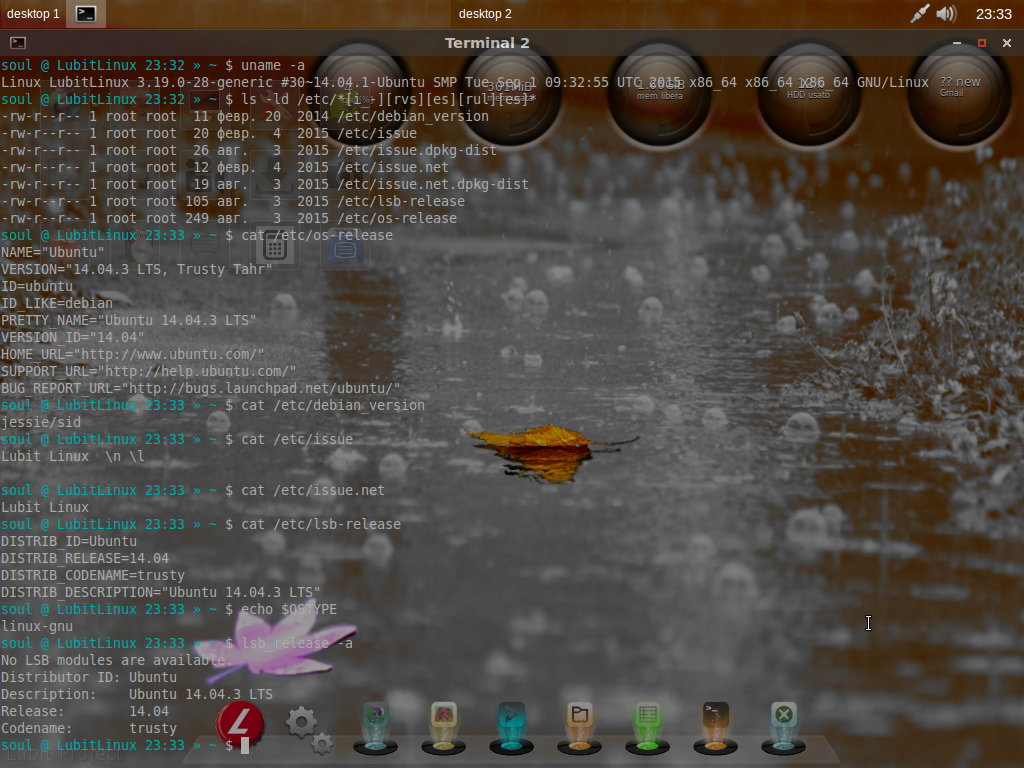 desktop 1
desktop 2
23:33
Terminal 2
soul @ LubitLinux 23:32 » ~ $ uname -a
Linux LubitLinux 3.19.0-28-generic #30~14.04.1-Ubuntu SMP Tue Sep 1 09:32:55 UTC 2015 x86_64 x86_64 x86_64 GNU/Linux
mem libera
HDD usato
?? new
Gmail
soul @ LubitLinux 23:32 » ~ $ ls -ld /etc/*[i_-][rvs][es][rul][es]*
-rw-r--r-- 1 root root  11 февр. 20  2014 /etc/debian_version
-rw-r--r-- 1 root root  20 февр.  4  2015 /etc/issue
-rw-r--r-- 1 root root  26 авг.   3  2015 /etc/issue.dpkg-dist
-rw-r--r-- 1 root root  12 февр.  4  2015 /etc/issue.net
-rw-r--r-- 1 root root  19 авг.   3  2015 /etc/issue.net.dpkg-dist
-rw-r--r-- 1 root root 105 авг.   3  2015 /etc/lsb-release
-rw-r--r-- 1 root root 249 авг.   3  2015 /etc/os-release
soul @ LubitLinux 23:33 » ~ $ cat /etc/os-release
NAME="Ubuntu"
VERSION="14.04.3 LTS, Trusty Tahr"
ID=ubuntu
ID_LIKE=debian
PRETTY_NAME="Ubuntu 14.04.3 LTS"
VERSION_ID="14.04"
HOME_URL="http://www.ubuntu.com/"
SUPPORT_URL="http://help.ubuntu.com/"
BUG_REPORT_URL="http://bugs.launchpad.net/ubuntu/"
soul @ LubitLinux 23:33 » ~ $ cat /etc/debian_version
jessie/sid
soul @ LubitLinux 23:33 » ~ $ cat /etc/issue
Lubit Linux  \n \l
soul @ LubitLinux 23:33 » ~ $ cat /etc/issue.net
Lubit Linux
soul @ LubitLinux 23:33 » ~ $ cat /etc/lsb-release
DISTRIB_ID=Ubuntu
DISTRIB_RELEASE=14.04
DISTRIB_CODENAME=trusty
DISTRIB_DESCRIPTION="Ubuntu 14.04.3 LTS"
soul @ LubitLinux 23:33 » ~ $ echo $OSTYPE
linux-gnu
soul @ LubitLinux 23:33 » ~ $ lsb_release -a
No LSB modules are available.
Distributor ID: Ubuntu
Description:    Ubuntu 14.04.3 LTS
Release:        14.04
Codename:       trusty
soul @ LubitLinux 23:33 » ~ $
Lubit Project